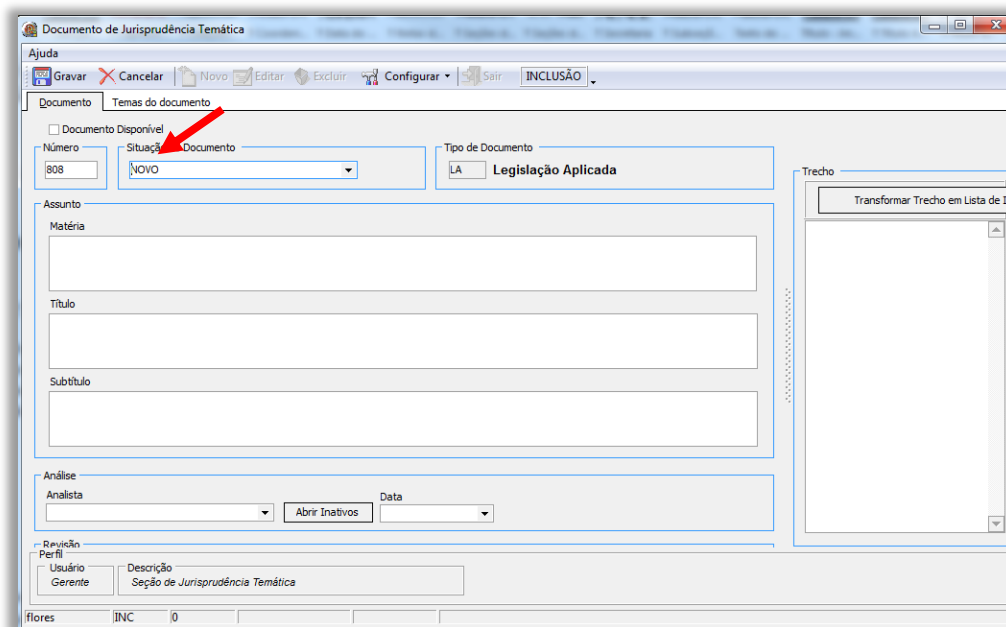 Documento de Jurisprudência Temática
Ajuda
Gravar Cancelar Novo Editar Excluir Configurar Sair INCLUSÃO
Documento Temas do documento
Documento Disponível
Número Situaçã Documento Tipo de Documento
808 NOVO LA Legislação Aplicada
Trecho
Transformar Trecho em Lista de I
Assunto
Matéria
Título
Subtítulo
Análise
Analista Data
Abrir Inativos
Revisão
Perfil
Usuário Descrição
Gerente Seção de Jurisprudência Temática
flores INC 0